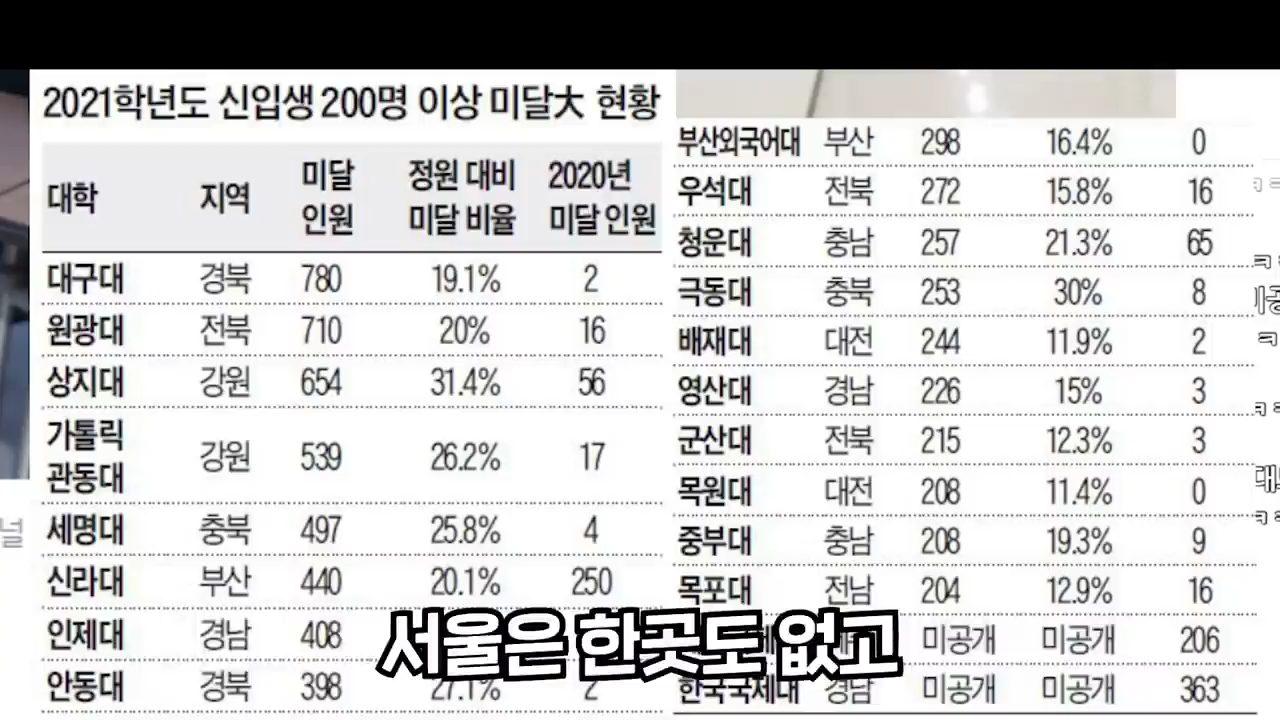 2021학년도 신입생 200명 이상 미달大 현황
대학 지역 미달 인원 정원 대비 미달 비율 2020년 미달 인원
대구대 경북 780 19.1% 2
원광대 전북 710 20% 16
상지대 강원 654 31.4% 56
가톨릭 관동대 강원 539 26.2% 17
세명대 충북 497 25.8% 4
신라대 부산 440 20.1% 250
인제대 경남 408
안동대 경북 398 27.1% 2
부산외국어대 부산 298 16.4% 0
우석대 전북 272 15.8% 16
청운대 충남 257 21.3% 65
극동대 충북 253 30% 8
배재대 대전 244 11.9% 2
영산대 경남 226 15% 3
군산대 전북 215 12.3% 3
목원대 대전 208 11.4% 0
중부대 충남 208 19.3% 9
목포대 전남 204 12.9% 16
미공개 미공개 206
한국국제대 경남 미공개 미공개 363
서울은 한곳도 없고
널